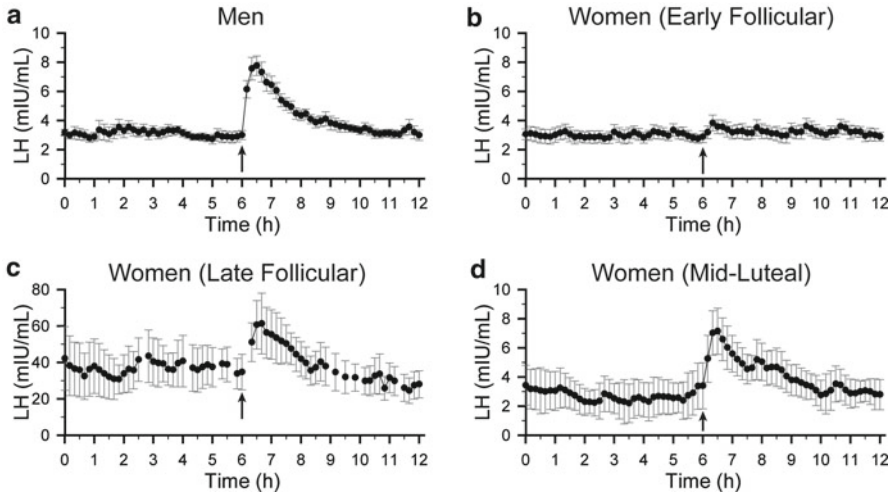 a Men
LH (mIU/mL)
10
8
6
4
2
0
0 1 2 3 4 5 6 7 8 9 10 11 12
Time (h)
b Women (Early Follicular)
LH (mIU/mL)
10
8
6
4
2
0
0 1 2 3 4 5 6 7 8 9 10 11 12
Time (h)
c Women (Late Follicular)
LH (mIU/mL)
80
60
40
20
0
0 1 2 3 4 5 6 7 8 9 10 11 12
Time (h)
d Women (Mid-Luteal)
LH (mIU/mL)
10
8
6
4
2
0
0 1 2 3 4 5 6 7 8 9 10 11 12
Time (h)